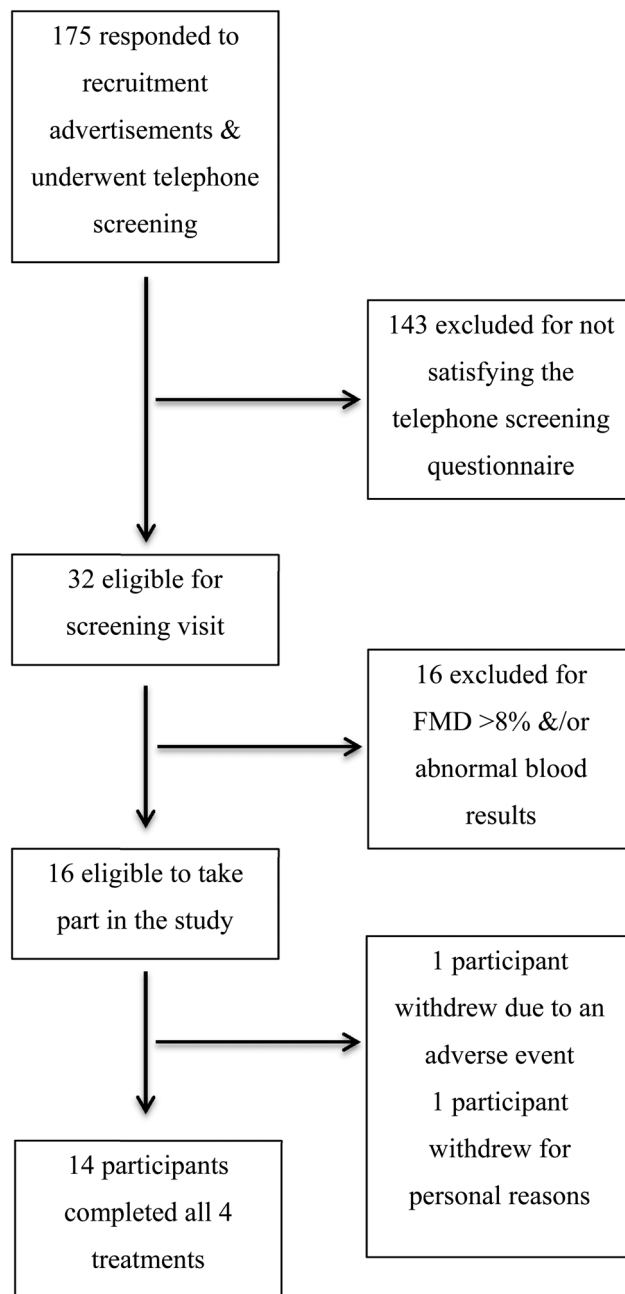 175 responded to
recruitment
advertisements &
underwent telephone
screening
143 excluded for not
satisfying the
telephone screening
questionnaire
32 eligible for
screening visit
16 excluded for
FMD >8% &/or
abnormal blood
results
16 eligible to take
part in the study
1 participant
withdrew due to an
adverse event
1 participant
withdrew for
personal reasons
14 participants
completed all 4
treatments